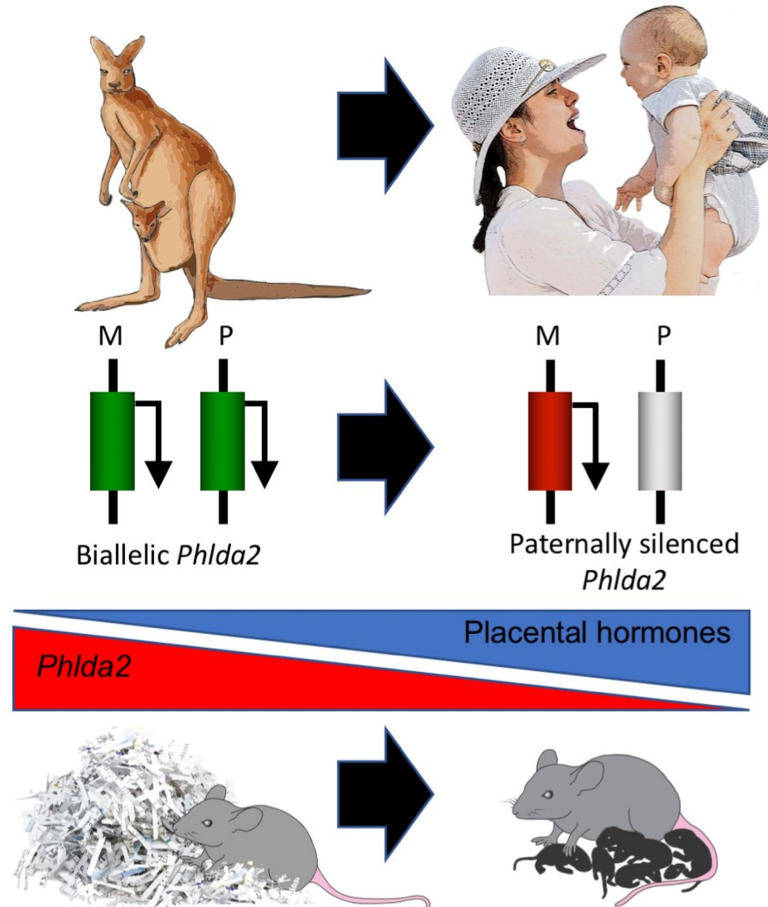 M P
M P
Biallelic Phlda2
Paternally silenced
Phlda2
Placental hormones
Phlda2